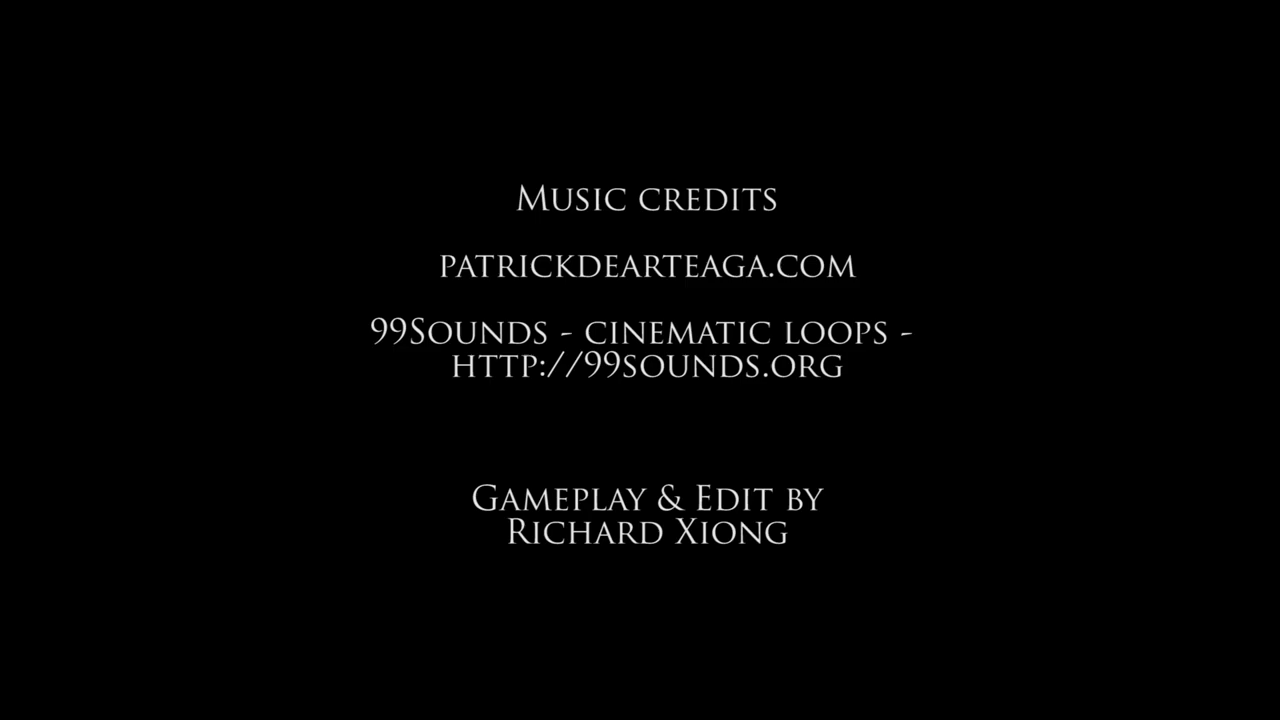 Music credits
patrickdearteaga.com
99Sounds - cinematic loops -
http://99sounds.org
Gameplay & Edit by
Richard Xiong